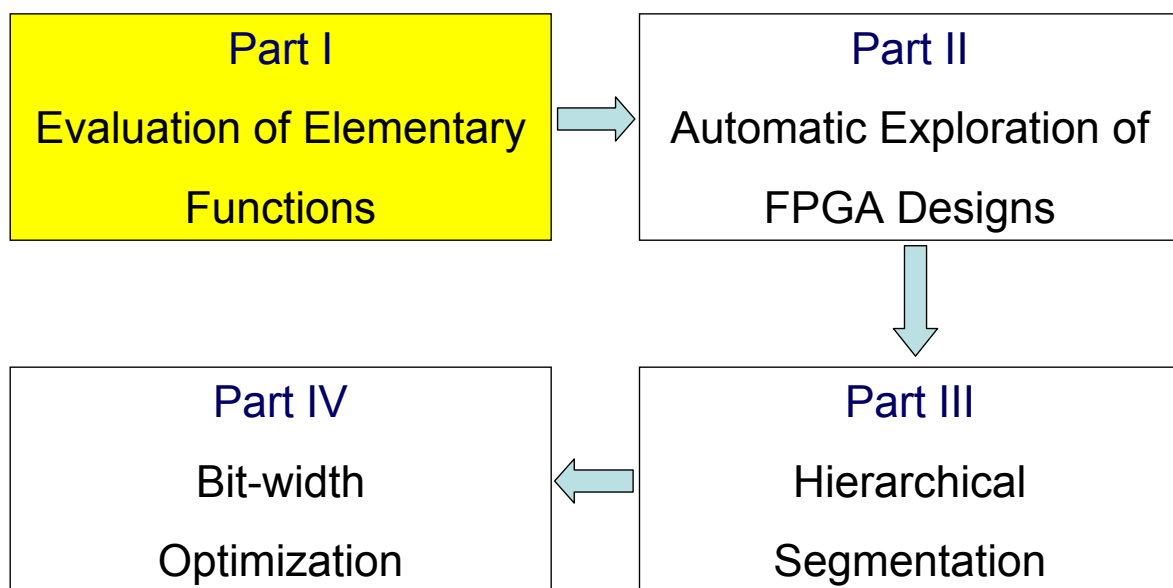 Part I
Evaluation of Elementary
Functions
Part II
Automatic Exploration of
FPGA Designs
Part III
Hierarchical
Segmentation
Part IV
Bit-width
Optimization